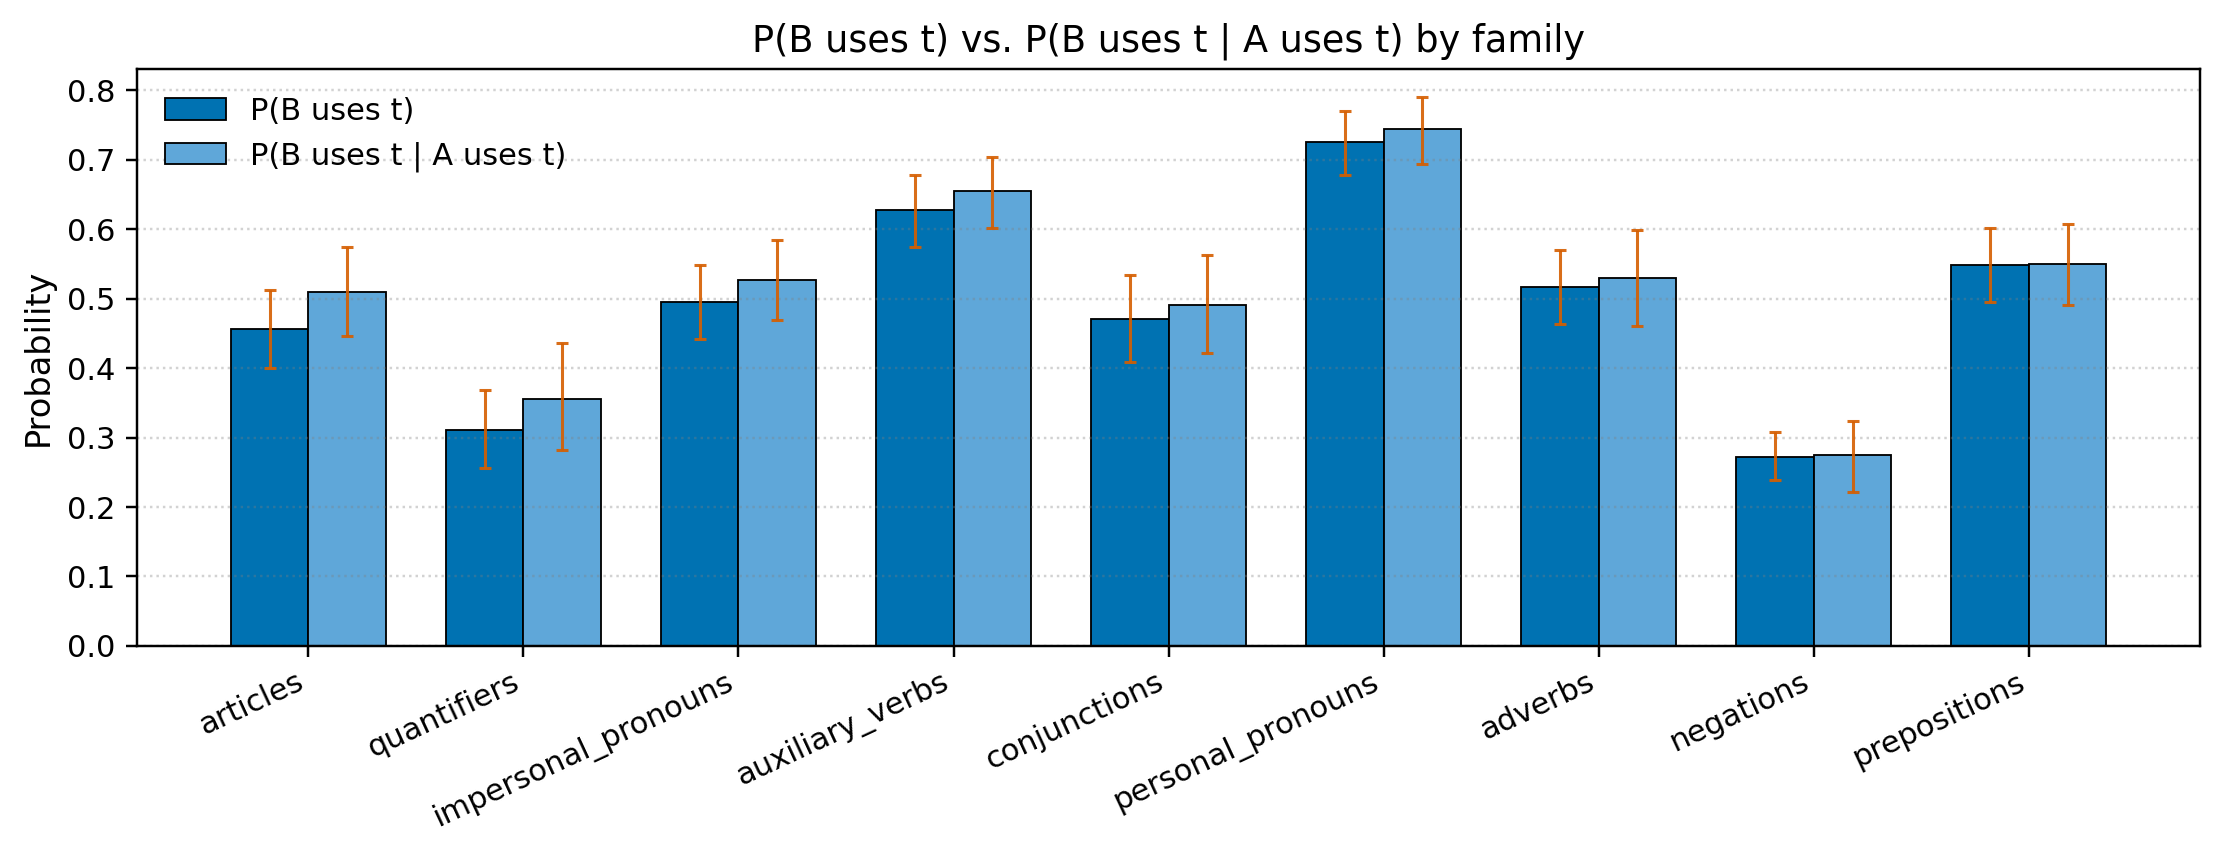 P(B uses t) vs. P(B uses t | A uses t) by family
P(B uses t)
P(B uses t | A uses t)
Probability
0.8
0.7
0.6
0.5
0.4
0.3
0.2
0.1
0.0
articles
quantifiers
impersonal_pronouns
auxiliary_verbs
conjunctions
personal_pronouns
adverbs
negations
prepositions